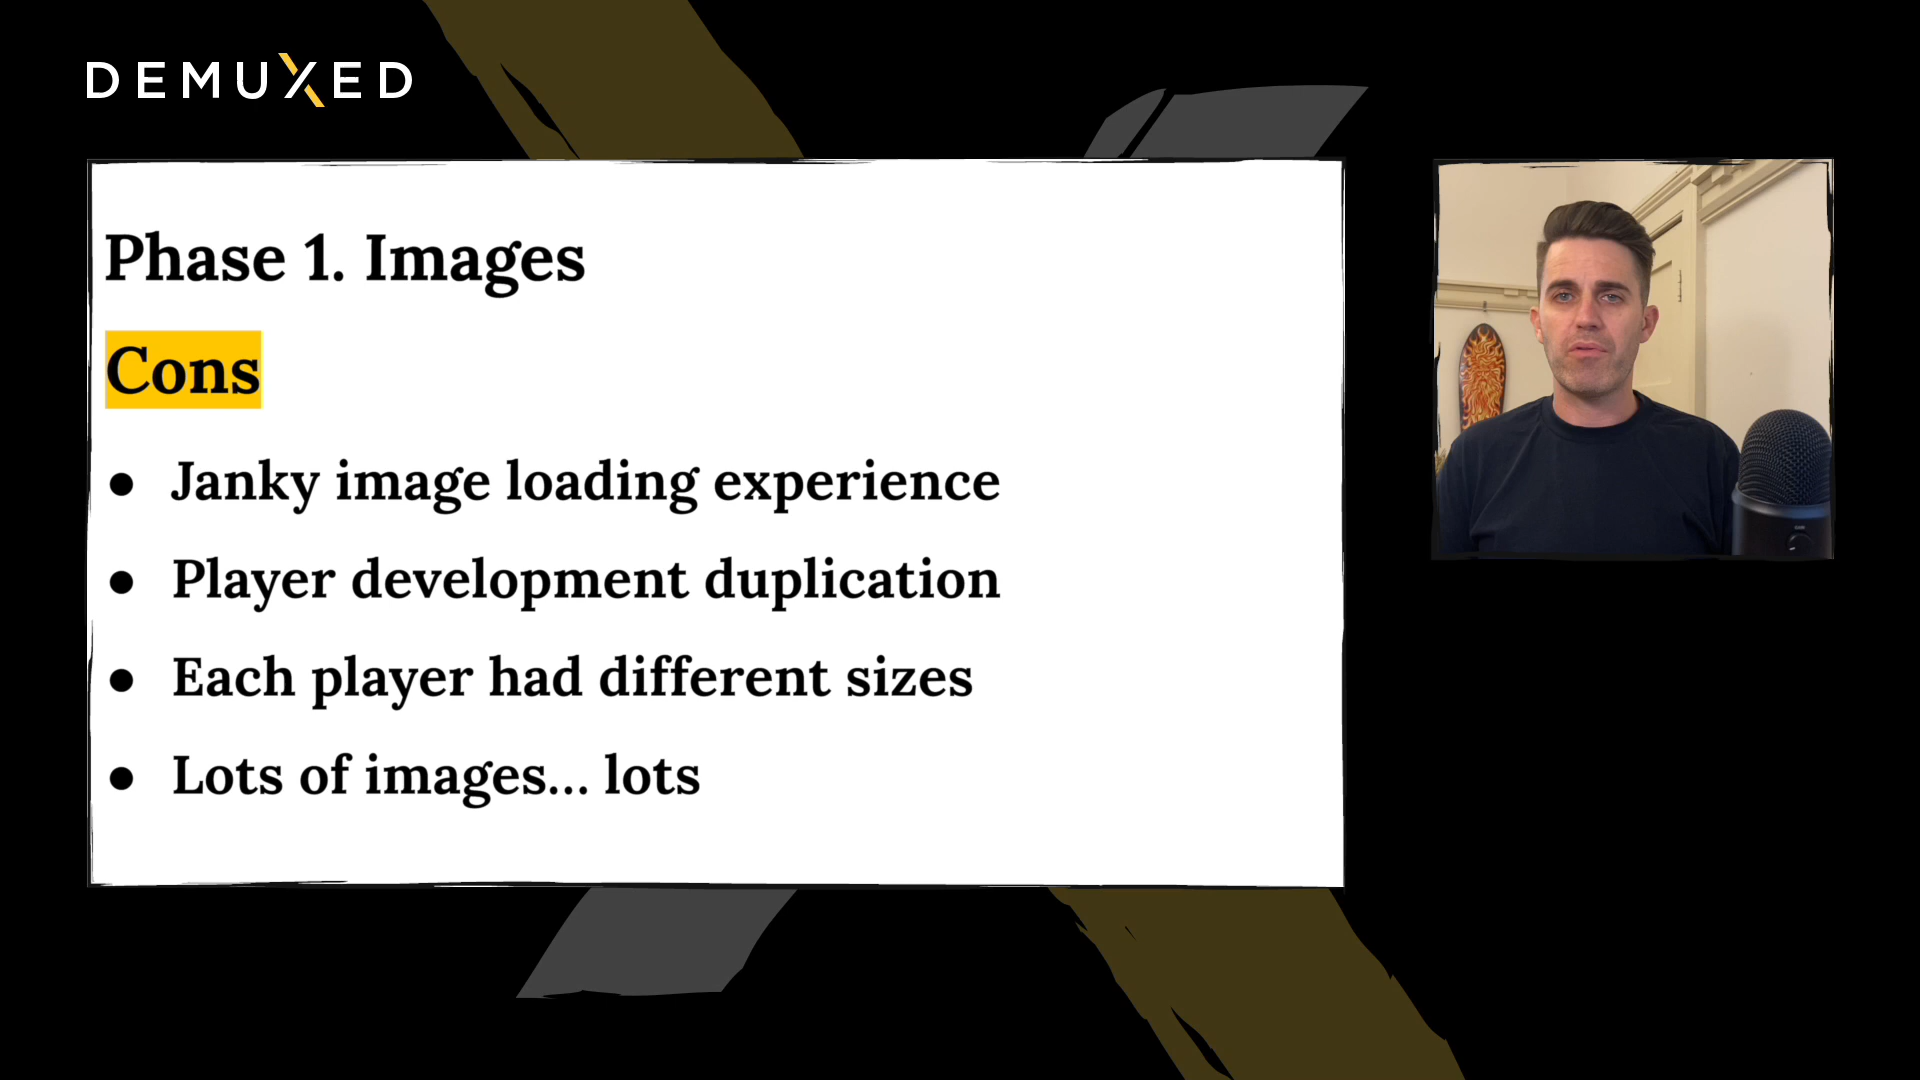 DEMUXED
Phase 1. Images
Cons
● Janky image loading experience
● Player development duplication
● Each player had different sizes
● Lots of images... lots